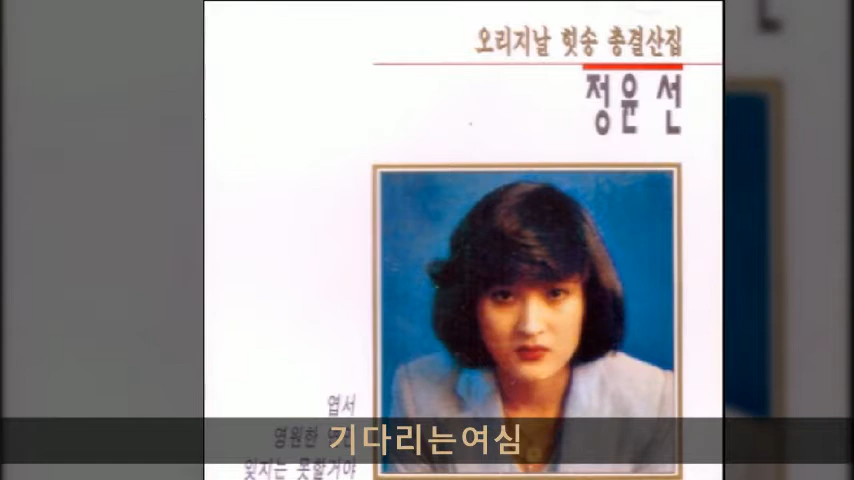 오리지날 힛송 총결산집
정윤선
엽서
영원한
기다리는여심
잊지는 못할거야